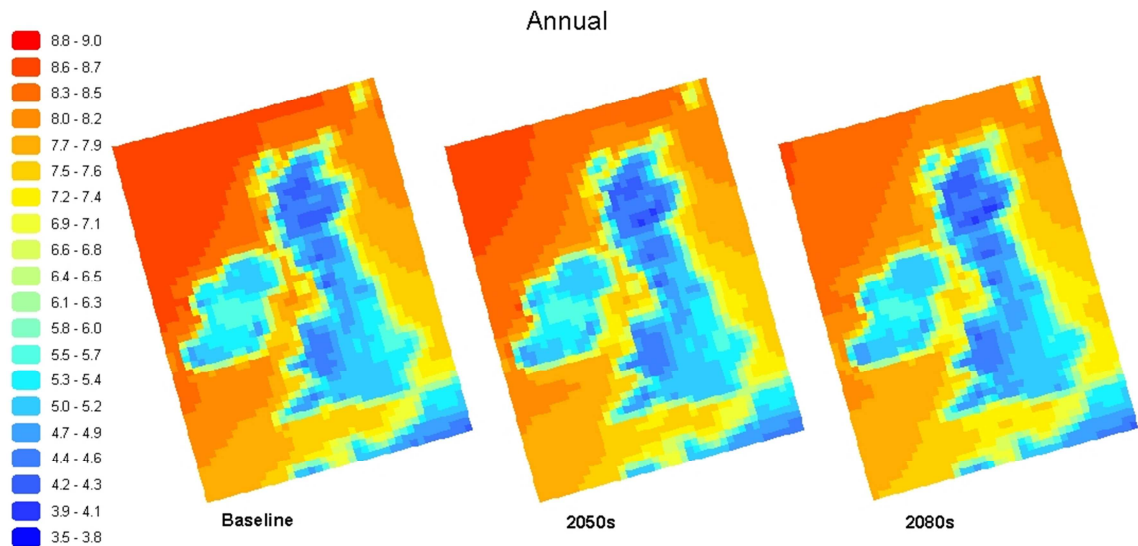 Annual
8.8 - 9.0
8.6 - 8.7
8.3 - 8.5
8.0 - 8.2
7.7 - 7.9
7.5 - 7.6
7.2 - 7.4
6.9 - 7.1
6.6 - 6.8
6.4 - 6.5
6.1 - 6.3
5.8 - 6.0
5.5 - 5.7
5.3 - 5.4
5.0 - 5.2
4.7 - 4.9
4.4 - 4.6
4.2 - 4.3
3.9 - 4.1
3.5 - 3.8
Baseline
2050s
2080s